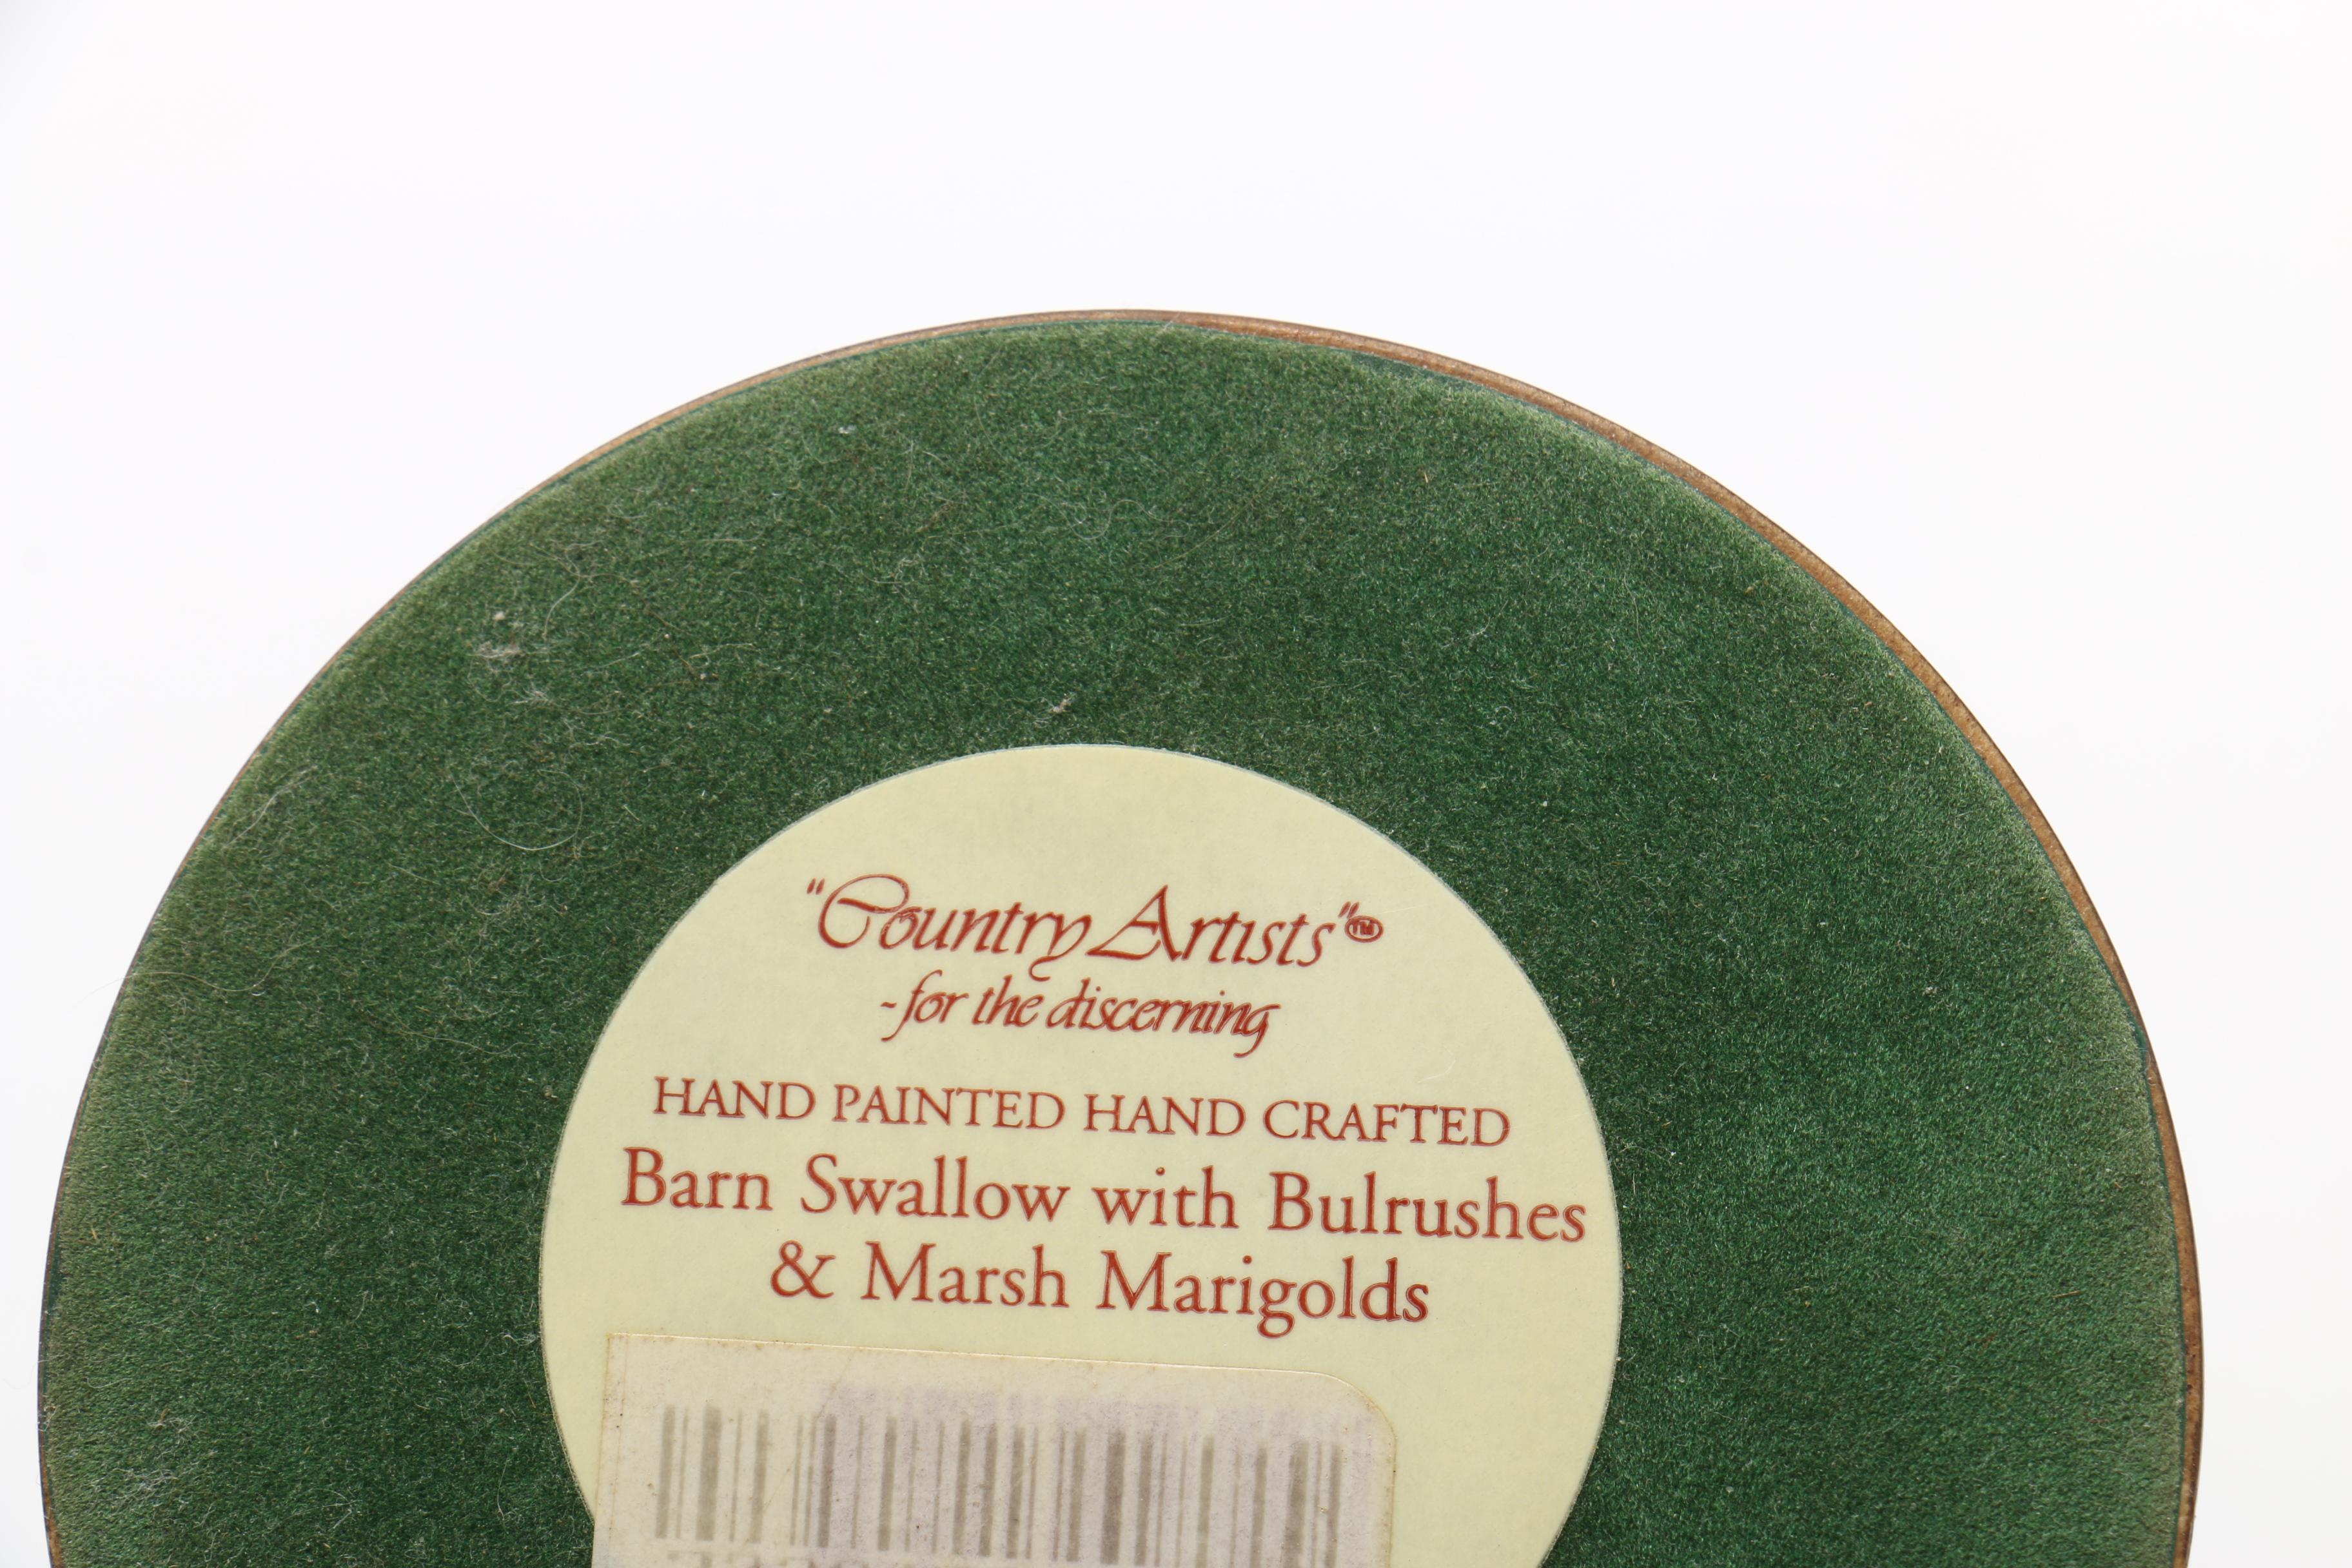 "Country Artists"™
- for the discerning
HAND PAINTED HAND CRAFTED
Barn Swallow with Bulrushes
& Marsh Marigolds